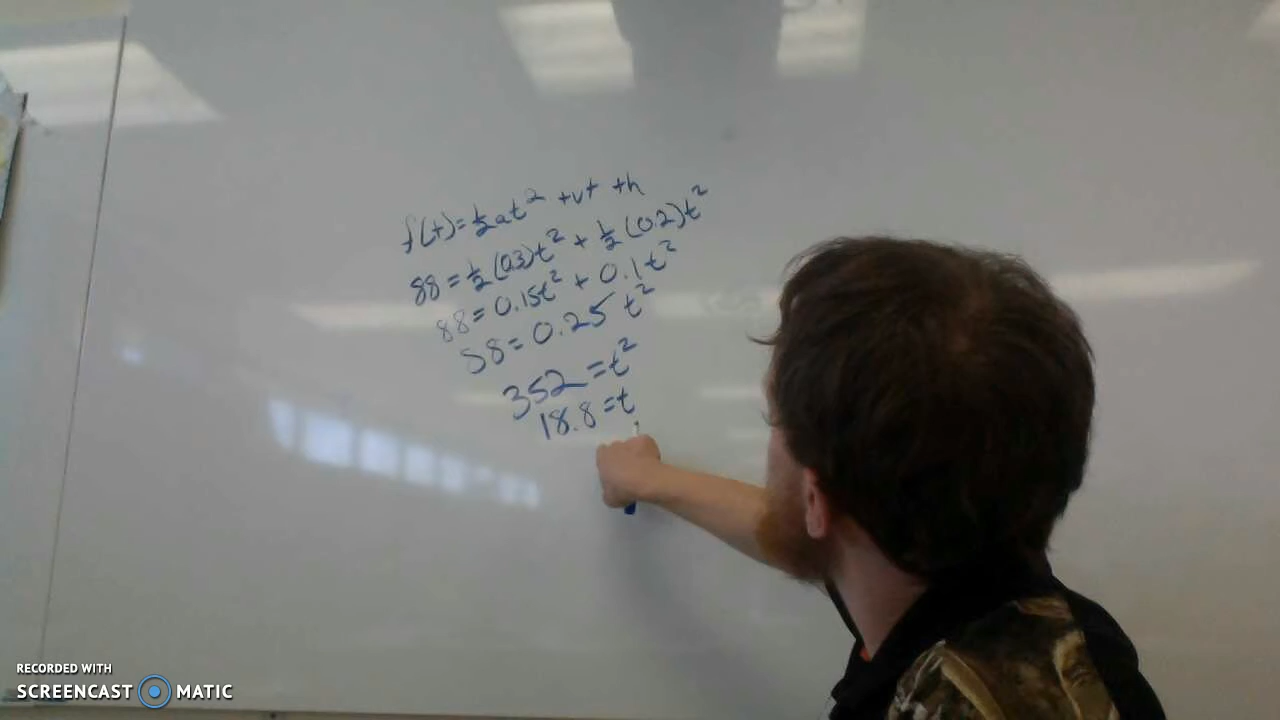 f(t)=½at² +vt +h
88=½(0.3)t² + ½(0.2)t²
88=0.15t² + 0.1t²
88=0.25t²
352=t²
18.8=t
RECORDED WITH
SCREENCAST MATIC